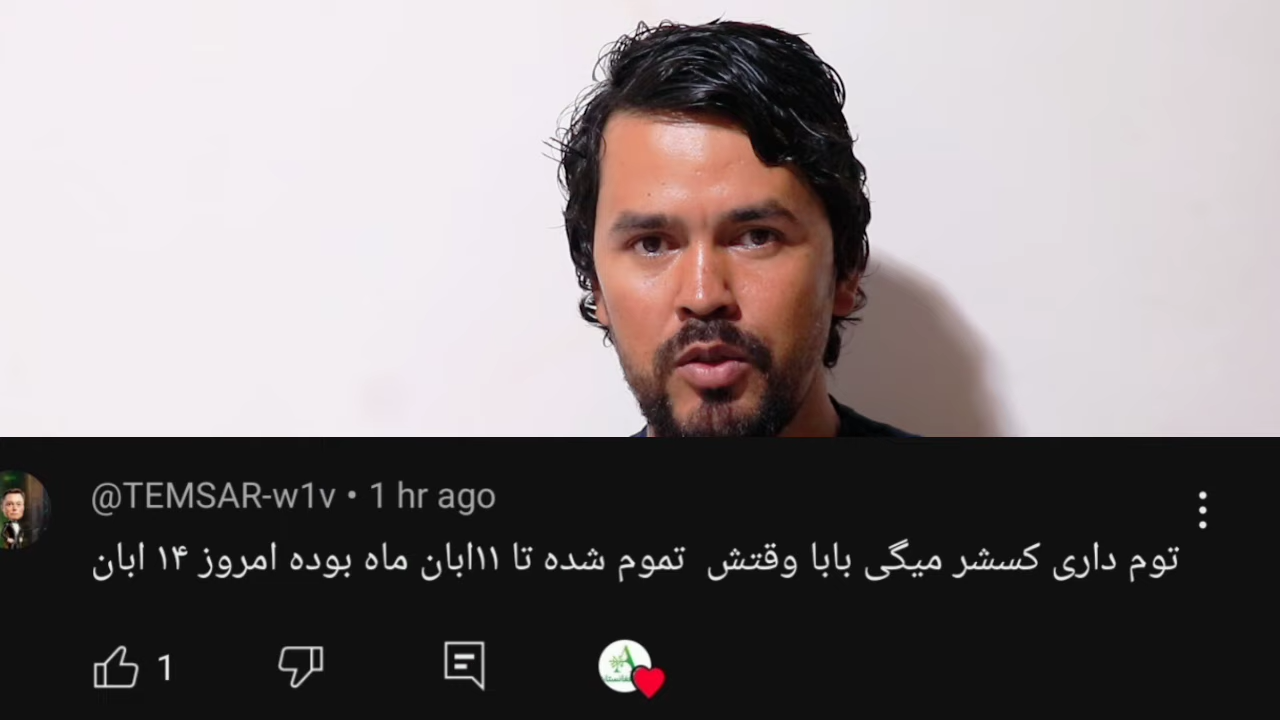 @TEMSAR-w1v • 1 hr ago
توم داری کسشر میگی بابا وقتش تموم شده تا ۱۱ابان ماه بوده امروز ۱۴ ابان
1